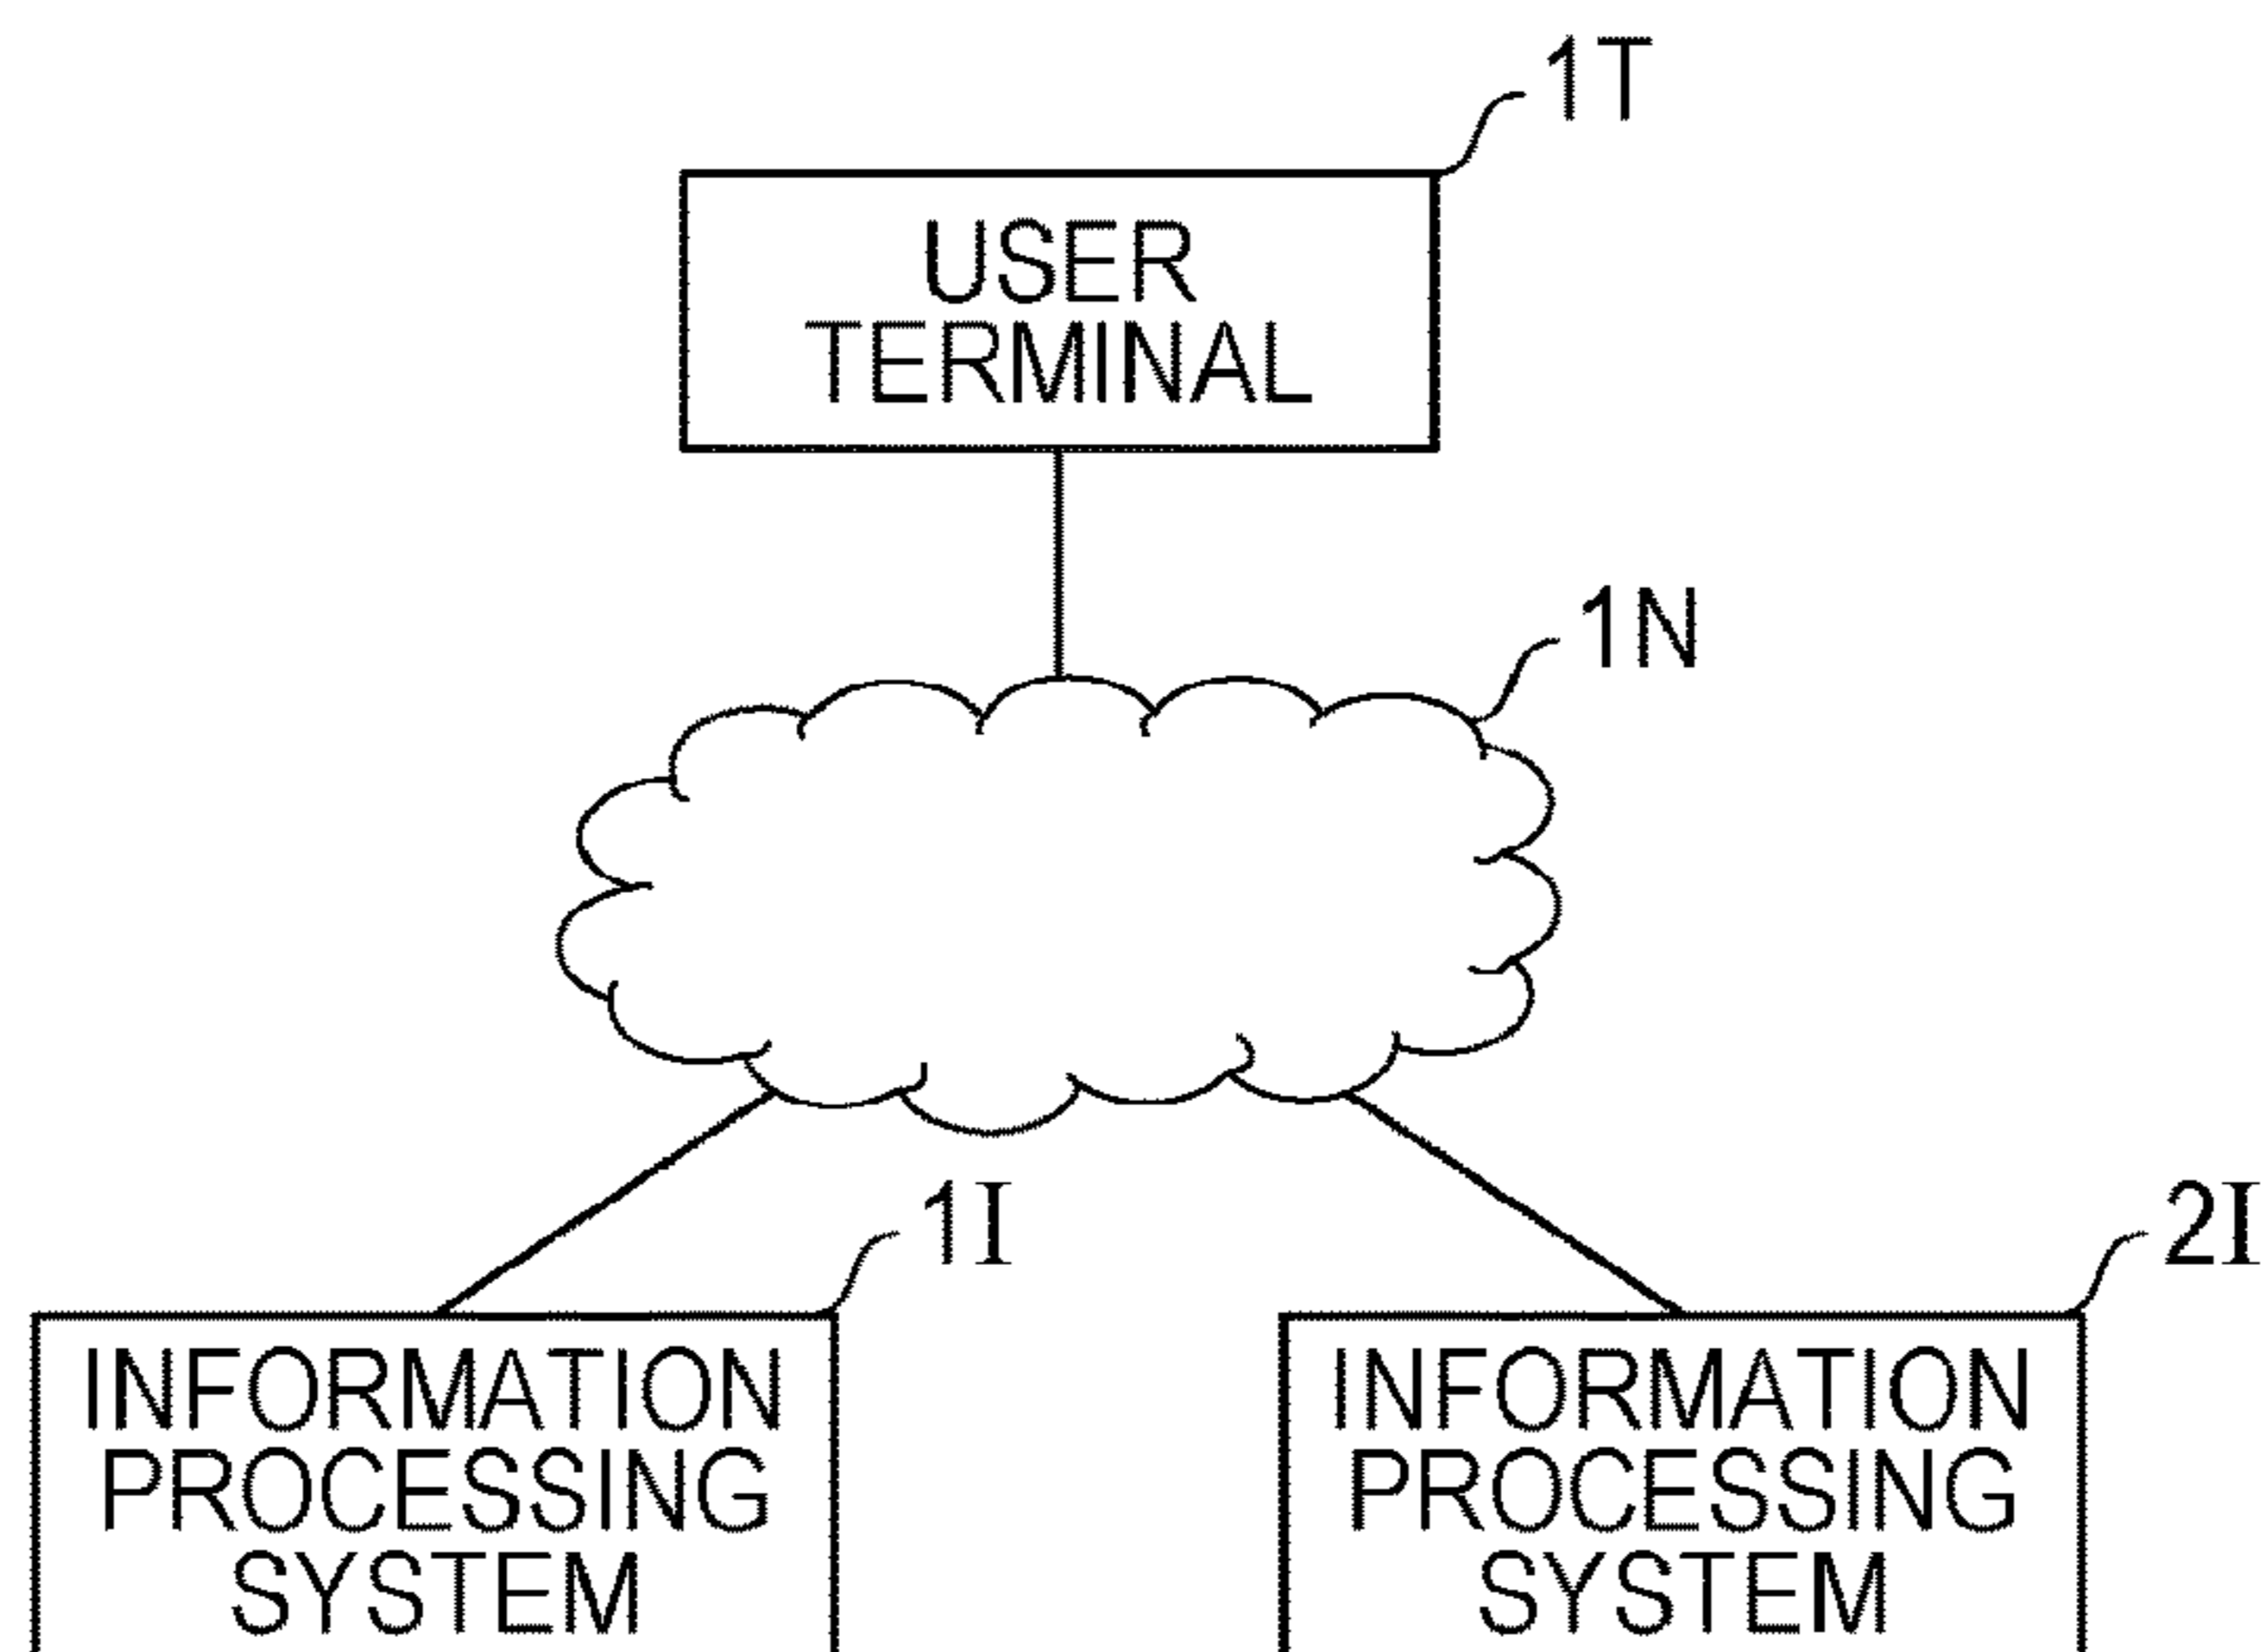 1T
USER
TERMINAL
1N
1I
2I
INFORMATION
PROCESSING
SYSTEM
INFORMATION
PROCESSING
SYSTEM